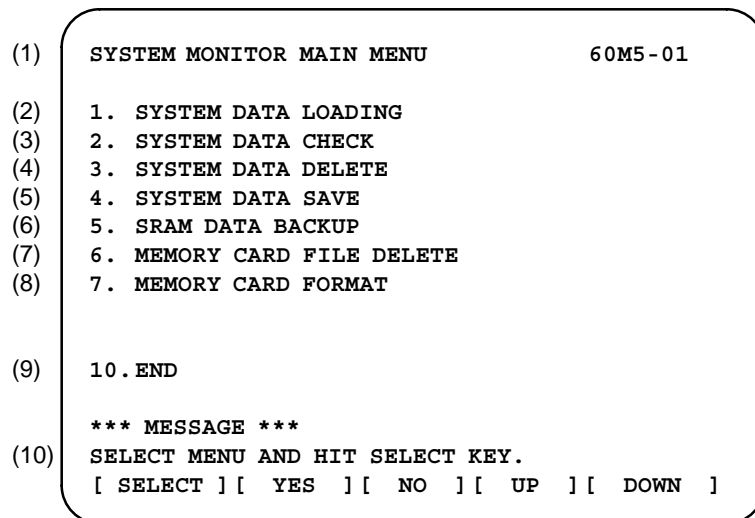 (1) SYSTEM MONITOR MAIN MENU 60M5-01
(2) 1. SYSTEM DATA LOADING
(3) 2. SYSTEM DATA CHECK
(4) 3. SYSTEM DATA DELETE
(5) 4. SYSTEM DATA SAVE
(6) 5. SRAM DATA BACKUP
(7) 6. MEMORY CARD FILE DELETE
(8) 7. MEMORY CARD FORMAT
(9) 10.END
*** MESSAGE ***
(10) SELECT MENU AND HIT SELECT KEY.
[ SELECT ][ YES ][ NO ][ UP ][ DOWN ]